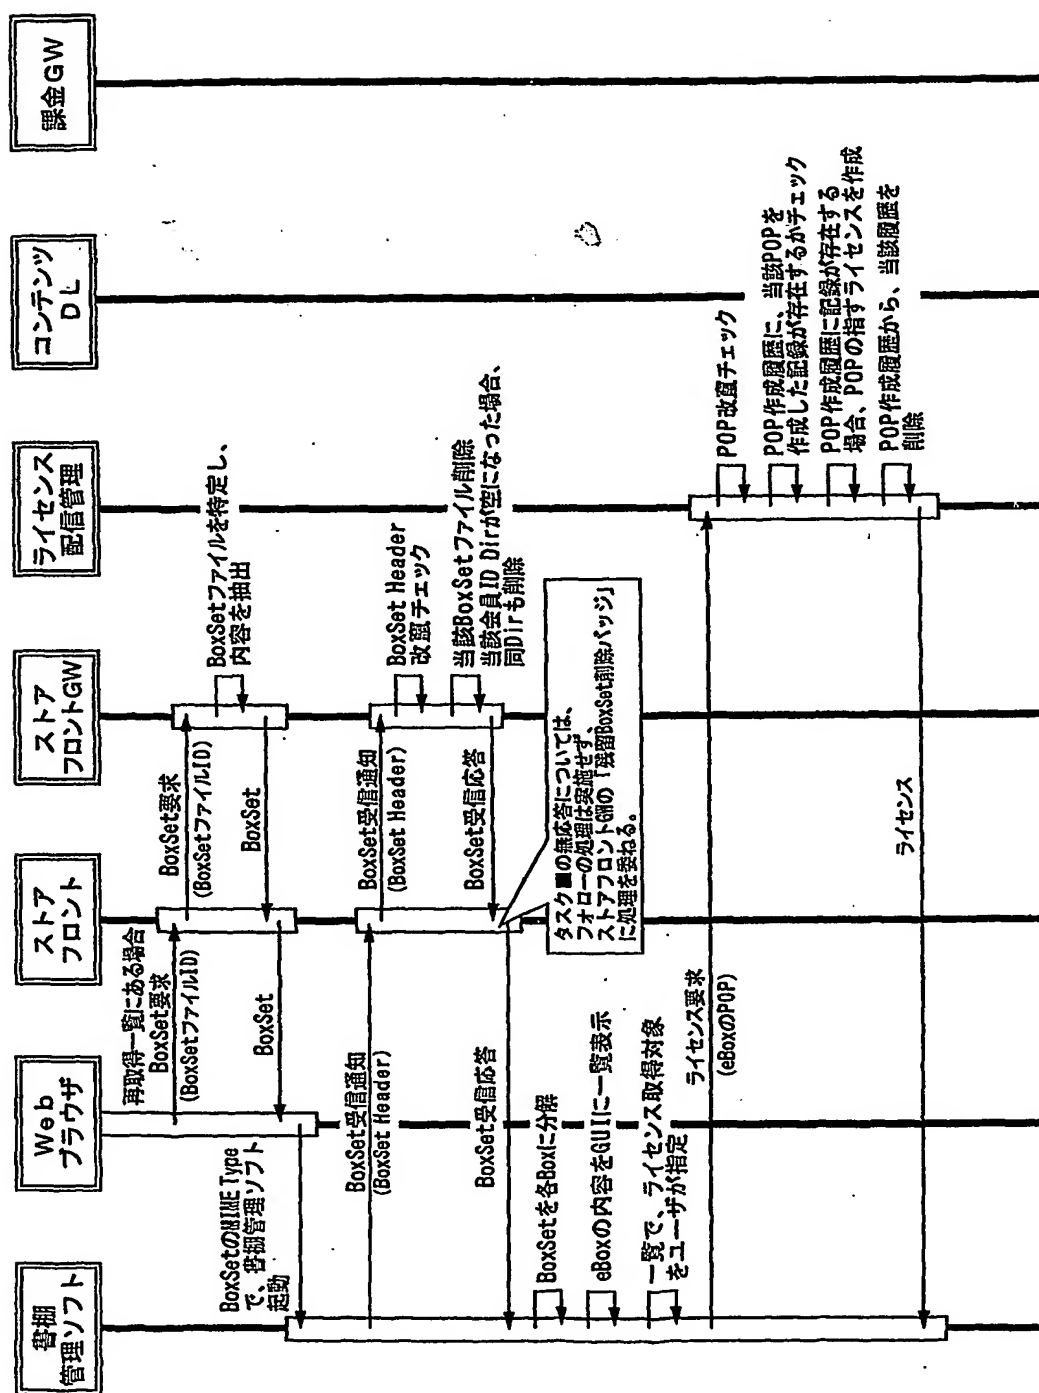 書棚
管理ソフト
Web
ブラウザ
ストア
フロント
ストア
フロントGW
ライセンス
配信管理
コンテンツ
DL
課金GW
再取得一覧にある場合
BoxSet要求
(BoxSetファイルID)
BoxSet要求
(BoxSetファイルID)
BoxSetファイルを特定し、
内容を抽出
BoxSet
BoxSet
BoxSetのMIME Type
で、書棚管理ソフト
起動
BoxSet受信通知
(BoxSet Header)
BoxSet受信通知
(BoxSet Header)
BoxSet Header
改竄チェック
当該BoxSetファイル削除
当該会員ID Dirが空になった場合、
同Dirも削除
BoxSet受信応答
BoxSet受信応答
タスク の無応答については、
フォローの処理は実施せず、
ストアフロントGWの「残留BoxSet削除バッジ」
に処理を委ねる。
BoxSetを各Boxに分解
eBoxの内容をGUIに一覧表示
一覧で、ライセンス取得対象
をユーザが指定
ライセンス要求
(eBoxのPOP)
POP改竄チェック
POP作成履歴に、当該POPを
作成した記録が存在するかチェック
POP作成履歴に記録が存在する
場合、POPの指すライセンスを作成
POP作成履歴から、当該履歴を
削除
ライセンス